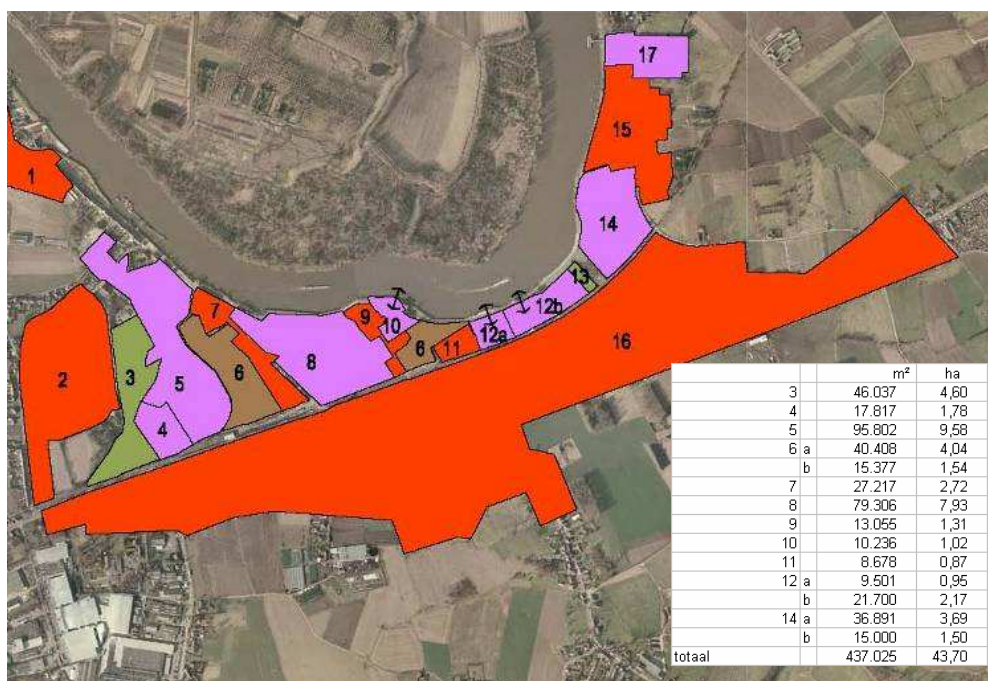 17
15
1
14
13
7
10
12b
9
12a
6
11
16
8
3
2
6
5
4
m² ha
3 46.037 4,60
4 17.817 1,78
5 95.802 9,58
6 a 40.408 4,04
b 15.377 1,54
7 27.217 2,72
8 79.306 7,93
9 13.055 1,31
10 10.236 1,02
11 8.678 0,87
12 a 9.501 0,95
b 21.700 2,17
14 a 36.891 3,69
b 15.000 1,50
totaal 437.025 43,70